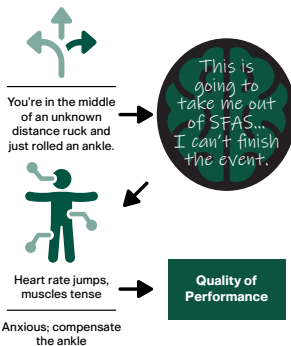 You're in the middle
of an unknown
distance ruck and
just rolled an ankle.
This is
going to
take me out
of SFAS...
I can't finish
the event.
Heart rate jumps,
muscles tense
Anxious; compensate
the ankle
Quality of
Performance